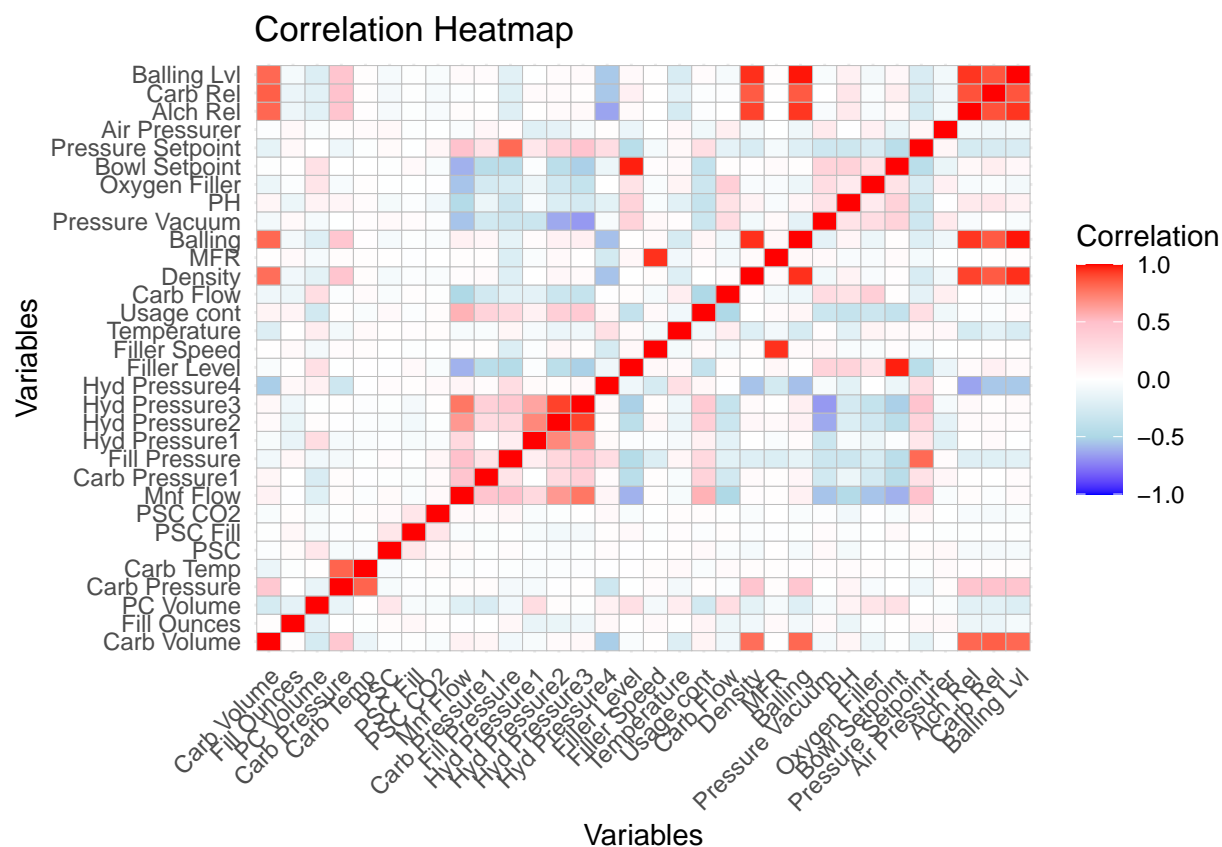 Correlation Heatmap
Balling Lvl
Carb Rel
Alch Rel
Air Pressurer
Pressure Setpoint
Bowl Setpoint
Oxygen Filler
PH
Pressure Vacuum
Balling
MFR
Density
Carb Flow
Usage cont
Temperature
Filler Speed
Filler Level
Hyd Pressure4
Hyd Pressure3
Hyd Pressure2
Hyd Pressure1
Fill Pressure
Carb Pressure1
Mnf Flow
PSC CO2
PSC Fill
PSC
Carb Temp
Carb Pressure
PC Volume
Fill Ounces
Carb Volume
Variables
Carb Volume
Fill Ounces
PC Volume
Carb Pressure
Carb Temp
PSC
PSC Fill
PSC CO2
Mnf Flow
Carb Pressure1
Fill Pressure
Hyd Pressure1
Hyd Pressure2
Hyd Pressure3
Hyd Pressure4
Filler Level
Filler Speed
Temperature
Usage cont
Carb Flow
Density
MFR
Balling
Pressure Vacuum
PH
Oxygen Filler
Bowl Setpoint
Pressure Setpoint
Air Pressurer
Alch Rel
Carb Rel
Balling Lvl
Variables
Correlation
1.0
0.5
0.0
−0.5
−1.0